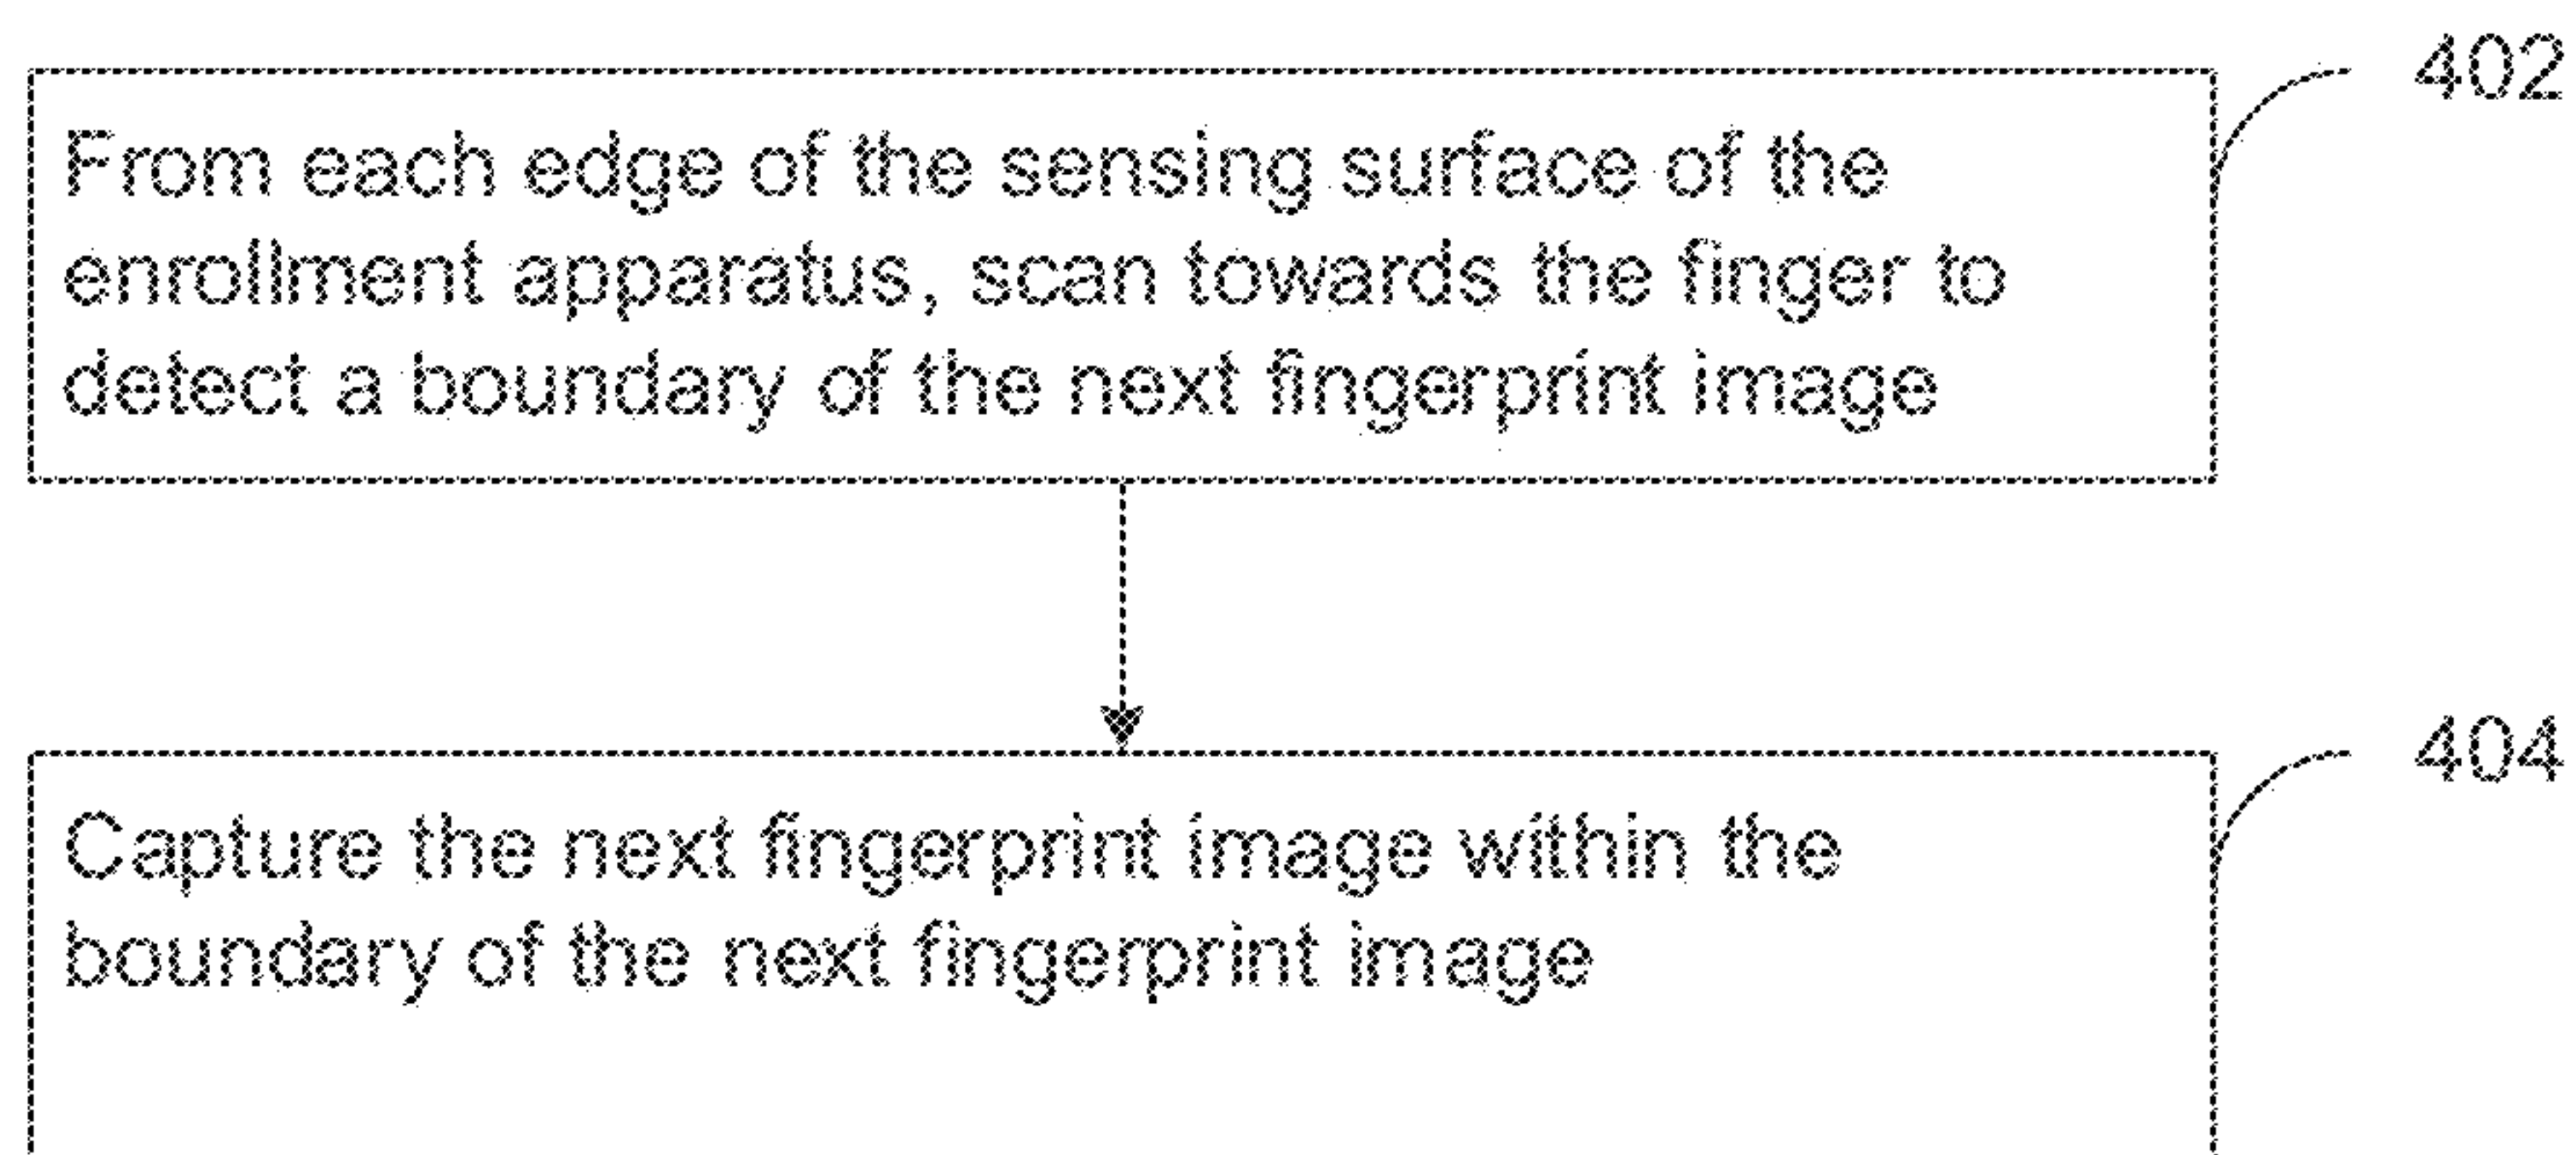 402
From each edge of the sensing surface of the
enrollment apparatus, scan towards the finger to
detect a boundary of the next fingerprint image
404
Capture the next fingerprint image within the
boundary of the next fingerprint image